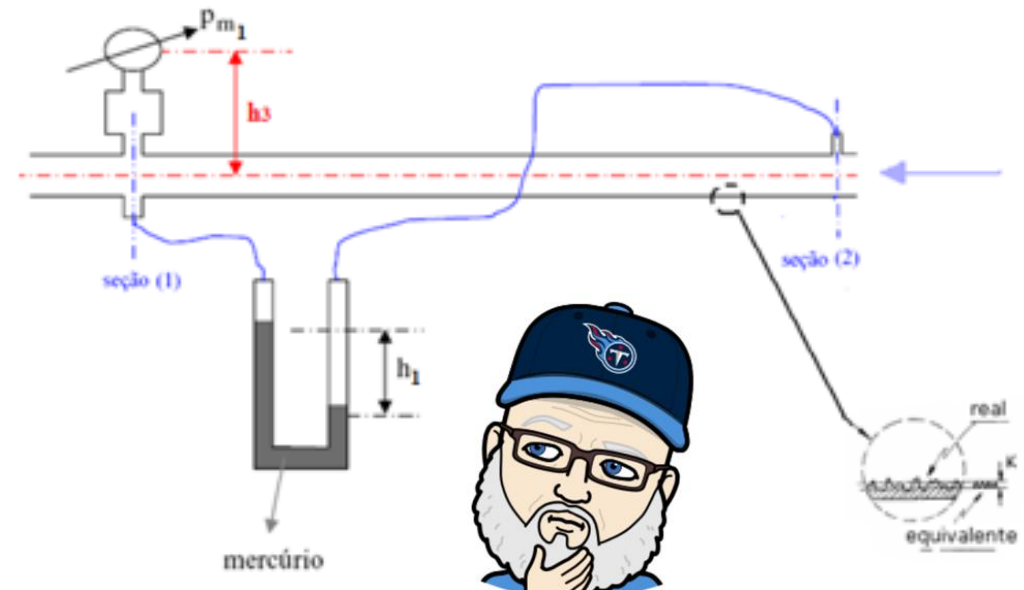 Pm1
h3
seção (1)
seção (2)
h1
mercúrio
real
K
equivalente
T